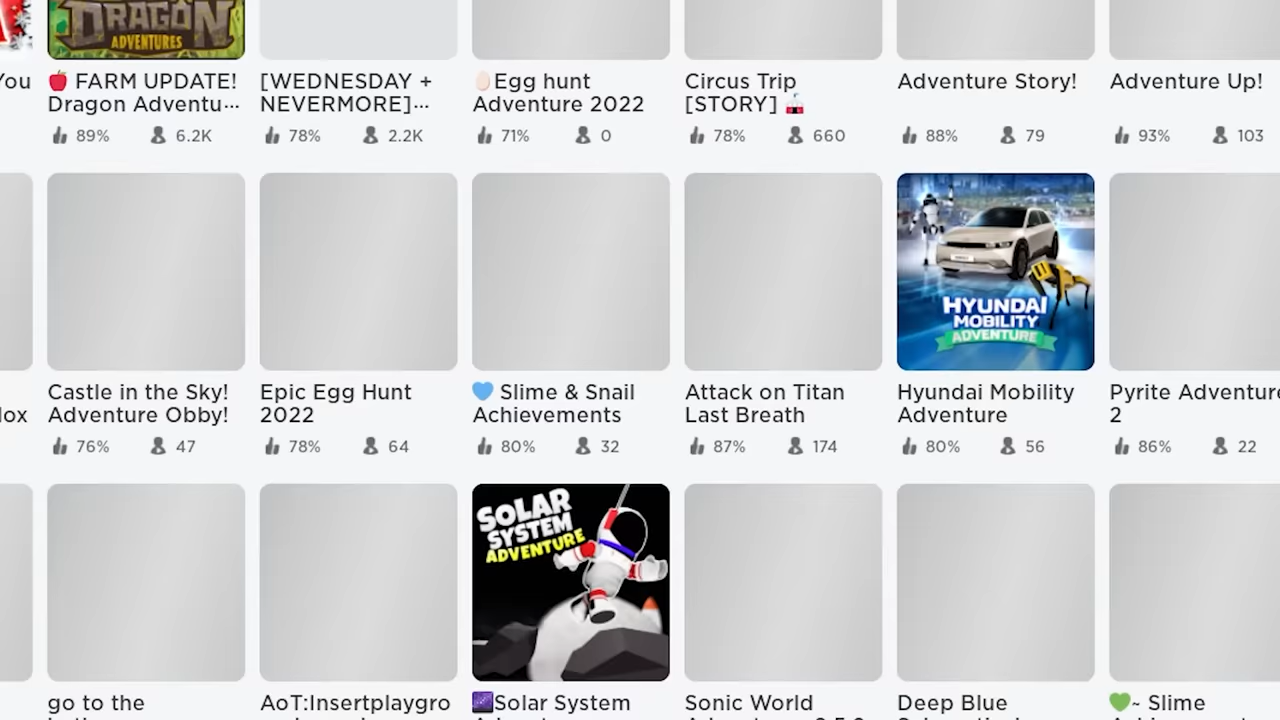 DRAGON
ADVENTURES
You
🍎 FARM UPDATE!
Dragon Adventu...
89% 6.2K
[WEDNESDAY +
NEVERMORE]...
78% 2.2K
🥚Egg hunt
Adventure 2022
71% 0
Circus Trip
[STORY] 🚡
78% 660
Adventure Story!
88% 79
Adventure Up!
93% 103
lox
Castle in the Sky!
Adventure Obby!
76% 47
Epic Egg Hunt
2022
78% 64
💙 Slime & Snail
Achievements
80% 32
Attack on Titan
Last Breath
87% 174
HYUNDAI
MOBILITY
ADVENTURE
Hyundai Mobility
Adventure
80% 56
Pyrite Adventure
2
86% 22
go to the
AoT:Insertplaygro
SOLAR
SYSTEM
ADVENTURE
🌌Solar System
Sonic World
Deep Blue
💚~ Slime